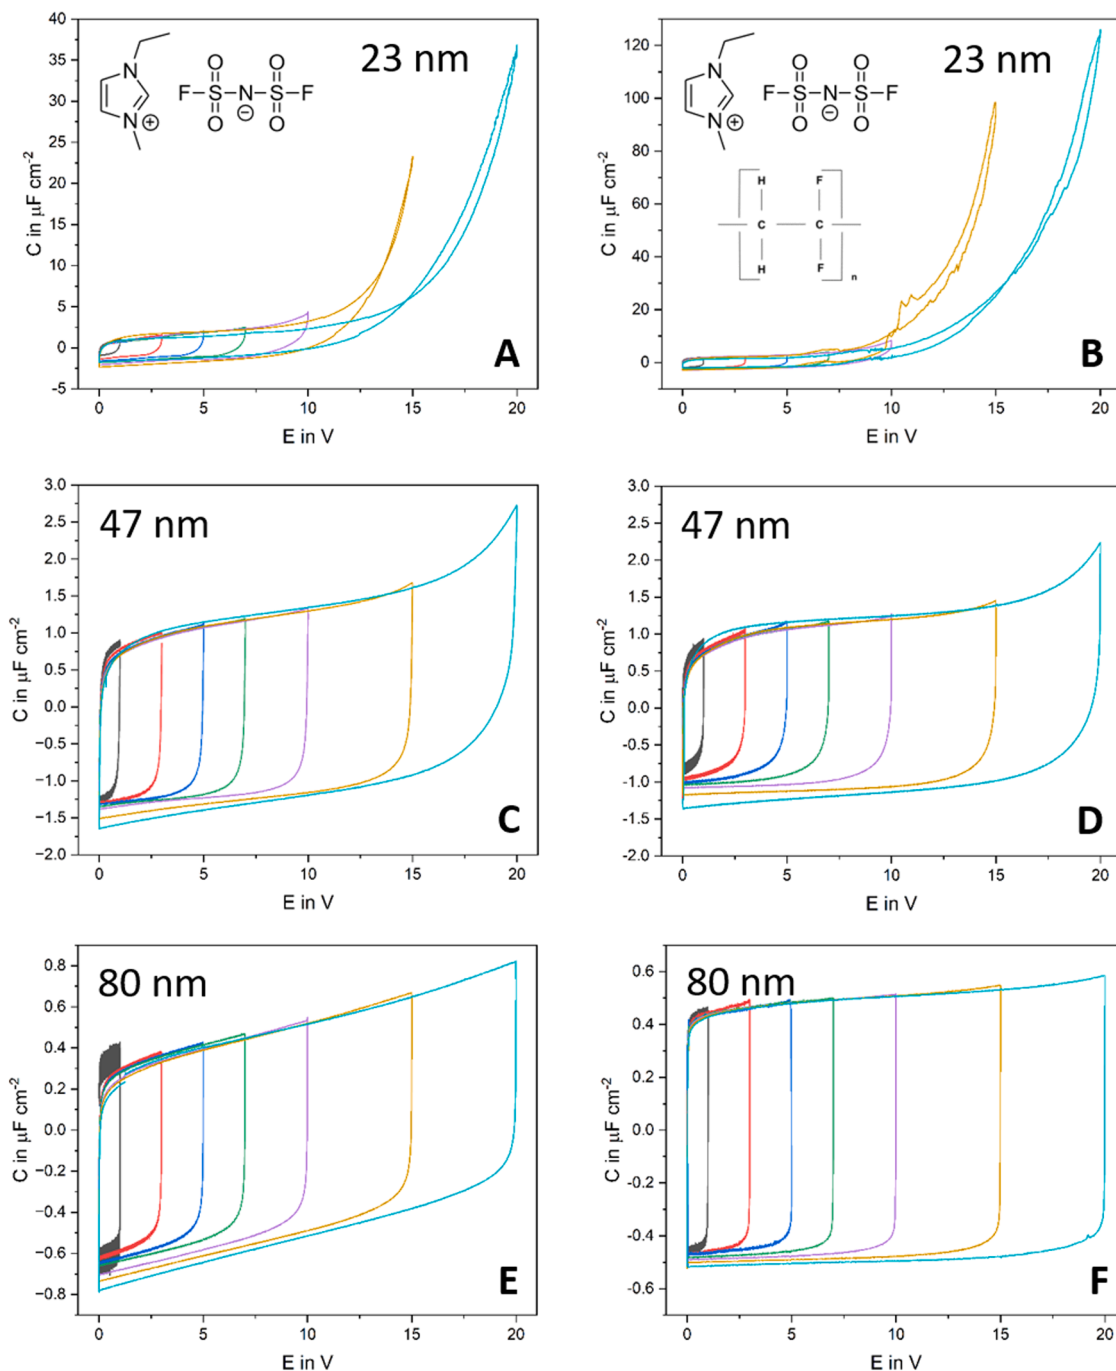 40
35
30
25
20
15
10
5
0
−5
C in μF cm⁻²
23 nm
O O
F S N S F
O ⊖ O
N
N
⊕
A
0 5 10 15 20
E in V
120
100
80
60
40
20
0
C in μF cm⁻²
23 nm
O O
F S N S F
O ⊖ O
N
N
⊕
H F
C C
H F
n
B
0 5 10 15 20
E in V
3.0
2.5
2.0
1.5
1.0
0.5
0.0
−0.5
−1.0
−1.5
−2.0
C in μF cm⁻²
47 nm
C
0 5 10 15 20
E in V
3.0
2.5
2.0
1.5
1.0
0.5
0.0
−0.5
−1.0
−1.5
−2.0
C in μF cm⁻²
47 nm
D
0 5 10 15 20
E in V
0.8
0.6
0.4
0.2
0.0
−0.2
−0.4
−0.6
−0.8
C in μF cm⁻²
80 nm
E
0 5 10 15 20
E in V
0.6
0.4
0.2
0.0
−0.2
−0.4
−0.6
C in μF cm⁻²
80 nm
F
0 5 10 15 20
E in V